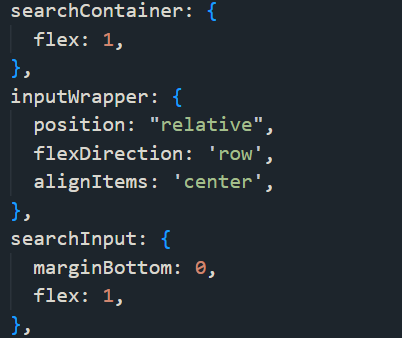 searchContainer: {
  flex: 1,
},
inputWrapper: {
  position: "relative",
  flexDirection: 'row',
  alignItems: 'center',
},
searchInput: {
  marginBottom: 0,
  flex: 1,
},